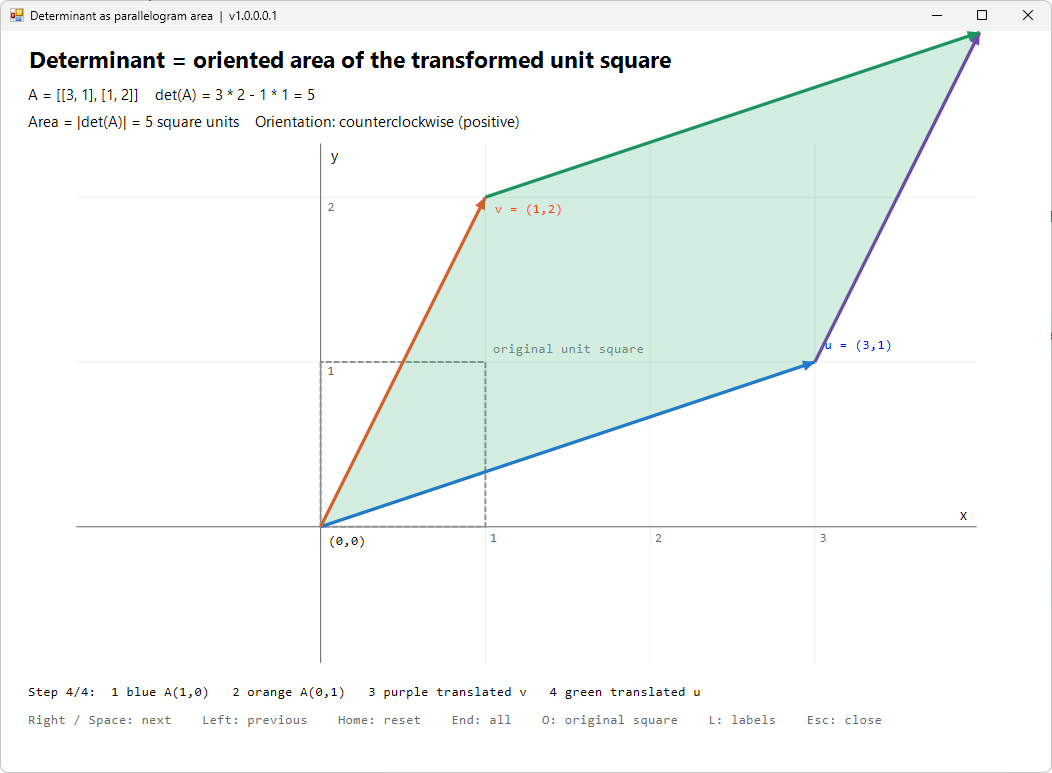 Determinant as parallelogram area | v1.0.0.0.1
Determinant = oriented area of the transformed unit square
A = [[3, 1], [1, 2]]    det(A) = 3 * 2 - 1 * 1 = 5
Area = |det(A)| = 5 square units    Orientation: counterclockwise (positive)
y
2
v = (1,2)
original unit square
u = (3,1)
1
x
(0,0)
1
2
3
Step 4/4:  1 blue A(1,0)   2 orange A(0,1)   3 purple translated v   4 green translated u
Right / Space: next    Left: previous    Home: reset    End: all    O: original square    L: labels    Esc: close